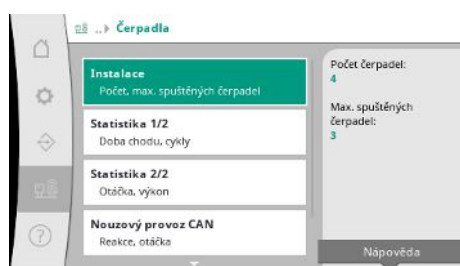 ..▸ Čerpadla
Instalace
Počet, max. spuštěných čerpadel
Statistika 1/2
Doba chodu, cykly
Statistika 2/2
Otáčka, výkon
Nouzový provoz CAN
Reakce, otáčka
Počet čerpadel:
4
Max. spuštěných
čerpadel:
3
Nápověda